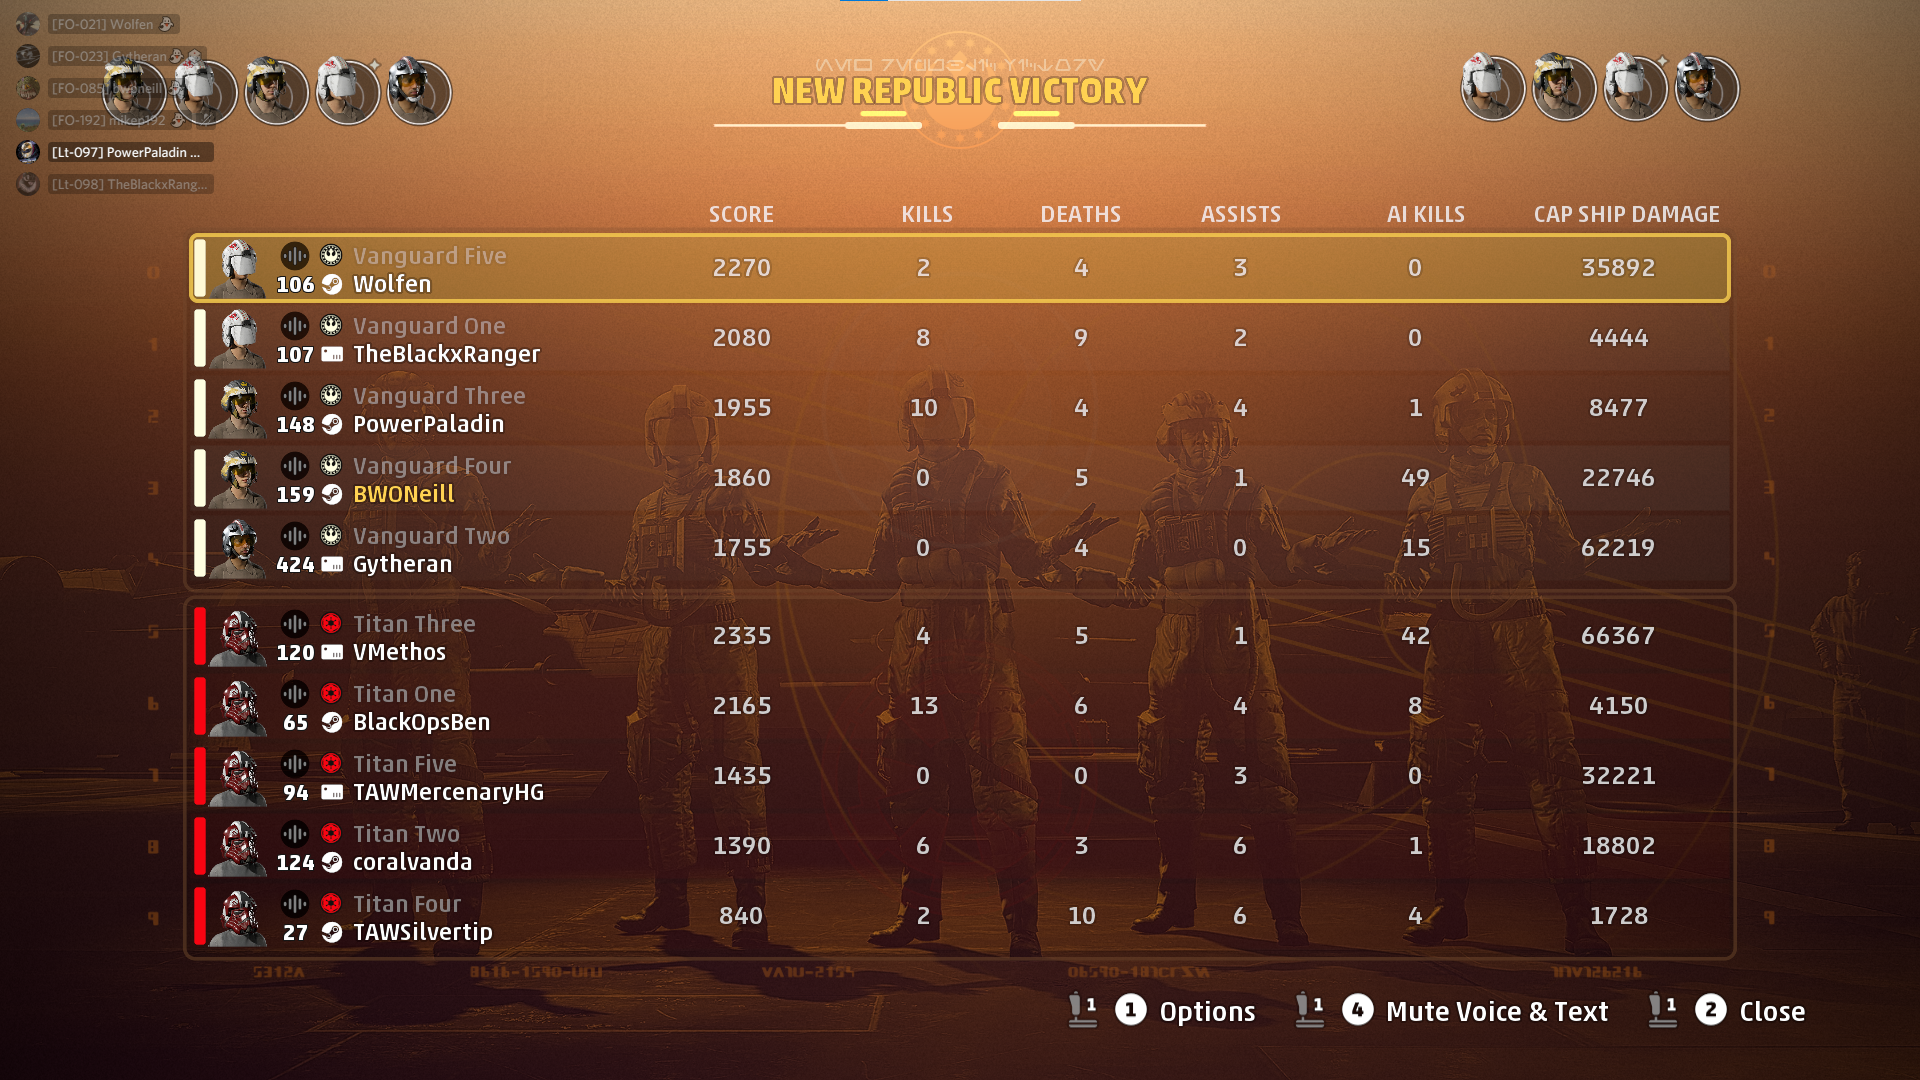 [FO-021] Wolfen
[FO-023] Gytheran
[FO-085] bwoneill
[FO-192] mikep192
[Lt-097] PowerPaladin ...
[Lt-098] TheBlackxRang...
NEW REPUBLIC VICTORY
SCORE KILLS DEATHS ASSISTS AI KILLS CAP SHIP DAMAGE
Vanguard Five
106 Wolfen 2270 2 4 3 0 35892
Vanguard One
107 TheBlackxRanger 2080 8 9 2 0 4444
Vanguard Three
148 PowerPaladin 1955 10 4 4 1 8477
Vanguard Four
159 BWONeill 1860 0 5 1 49 22746
Vanguard Two
424 Gytheran 1755 0 4 0 15 62219
Titan Three
120 VMethos 2335 4 5 1 42 66367
Titan One
65 BlackOpsBen 2165 13 6 4 8 4150
Titan Five
94 TAWMercenaryHG 1435 0 0 3 0 32221
Titan Two
124 coralvanda 1390 6 3 6 1 18802
Titan Four
27 TAWSilvertip 840 2 10 6 4 1728
1 1 Options 1 4 Mute Voice & Text 1 2 Close